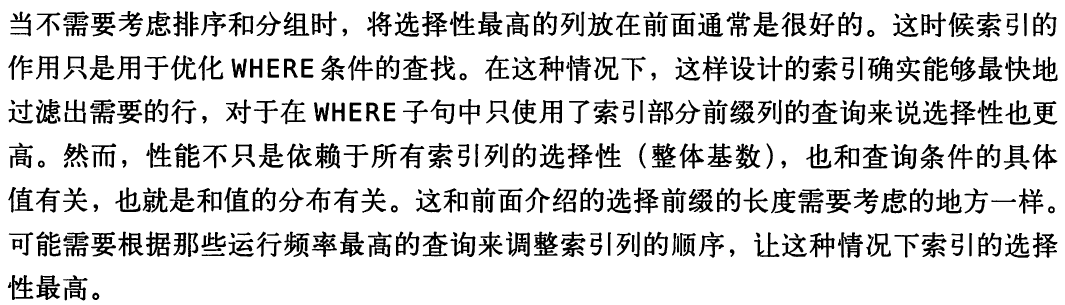 当不需要考虑排序和分组时，将选择性最高的列放在前面通常是很好的。这时候索引的
作用只是用于优化 WHERE 条件的查找。在这种情况下，这样设计的索引确实能够最快地
过滤出需要的行，对于在 WHERE 子句中只使用了索引部分前缀列的查询来说选择性也更
高。然而，性能不只是依赖于所有索引列的选择性（整体基数），也和查询条件的具体
值有关，也就是和值的分布有关。这和前面介绍的选择前缀的长度需要考虑的地方一样。
可能需要根据那些运行频率最高的查询来调整索引列的顺序，让这种情况下索引的选择
性最高。